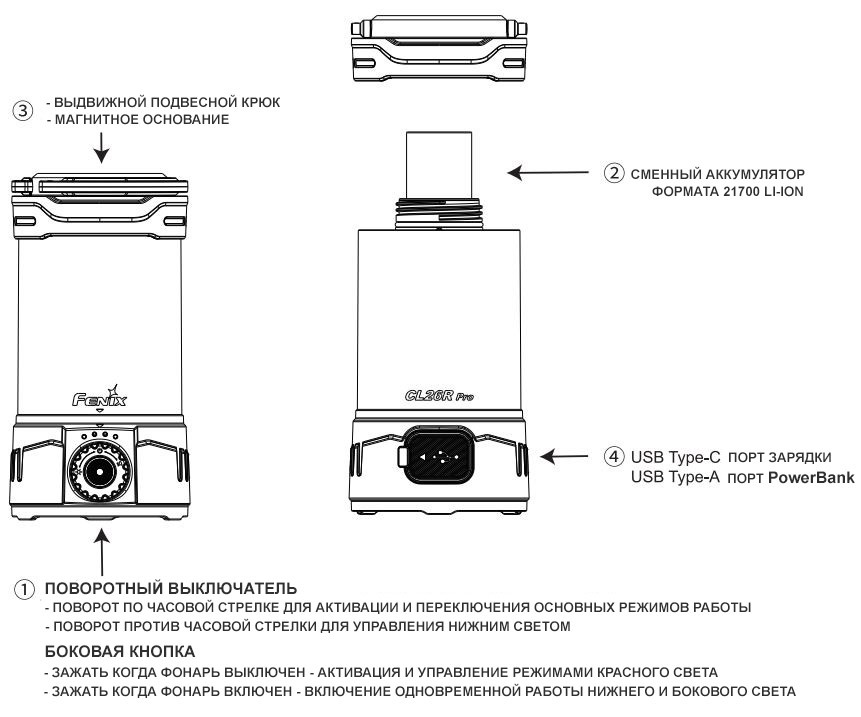 ③ - ВЫДВИЖНОЙ ПОДВЕСНОЙ КРЮК
- МАГНИТНОЕ ОСНОВАНИЕ
② СМЕННЫЙ АККУМУЛЯТОР
ФОРМАТА 21700 LI-ION
FENIX
CL26R Pro
④ USB Type-C ПОРТ ЗАРЯДКИ
USB Type-A ПОРТ PowerBank
① ПОВОРОТНЫЙ ВЫКЛЮЧАТЕЛЬ
- ПОВОРОТ ПО ЧАСОВОЙ СТРЕЛКЕ ДЛЯ АКТИВАЦИИ И ПЕРЕКЛЮЧЕНИЯ ОСНОВНЫХ РЕЖИМОВ РАБОТЫ
- ПОВОРОТ ПРОТИВ ЧАСОВОЙ СТРЕЛКИ ДЛЯ УПРАВЛЕНИЯ НИЖНИМ СВЕТОМ
БОКОВАЯ КНОПКА
- ЗАЖАТЬ КОГДА ФОНАРЬ ВЫКЛЮЧЕН - АКТИВАЦИЯ И УПРАВЛЕНИЕ РЕЖИМАМИ КРАСНОГО СВЕТА
- ЗАЖАТЬ КОГДА ФОНАРЬ ВКЛЮЧЕН - ВКЛЮЧЕНИЕ ОДНОВРЕМЕННОЙ РАБОТЫ НИЖНЕГО И БОКОВОГО СВЕТА